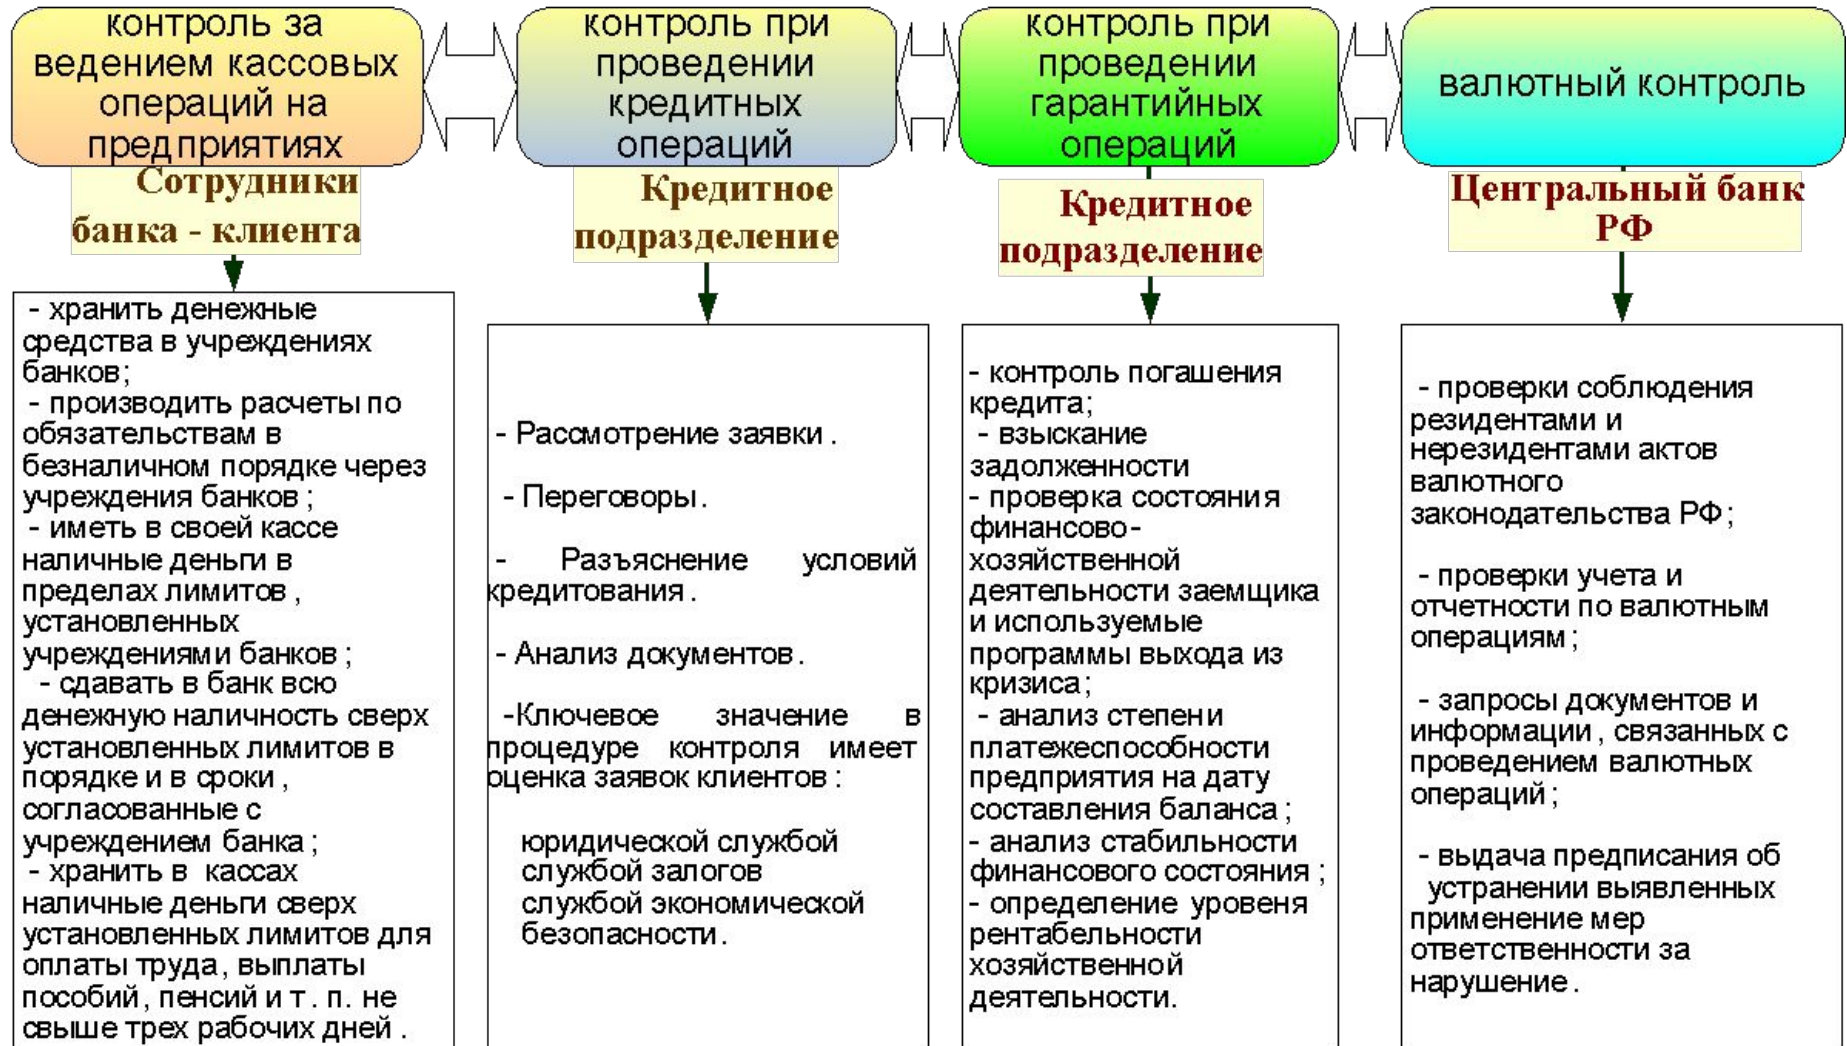 контроль за
ведением кассовых
операций на
предприятиях
Сотрудники
банка - клиента
- хранить денежные
средства в учреждениях
банков;
- производить расчеты по
обязательствам в
безналичном порядке через
учреждения банков ;
- иметь в своей кассе
наличные деньги в
пределах лимитов ,
установленных
учреждениями банков ;
- сдавать в банк всю
денежную наличность сверх
установленных лимитов в
порядке и в сроки ,
согласованные с
учреждением банка ;
- хранить в кассах
наличные деньги сверх
установленных лимитов для
оплаты труда , выплаты
пособий , пенсий и т . п. не
свыше трех рабочих дней .
контроль при
проведении
кредитных
операций
Кредитное
подразделение
- Рассмотрение заявки .
- Переговоры .
- Разъяснение условий
кредитования .
- Анализ документов .
-Ключевое значение в
процедуре контроля имеет
оценка заявок клиентов :
юридической службой
службой залогов
службой экономической
безопасности .
контроль при
проведении
гарантийных
операций
Кредитное
подразделение
- контроль погашения
кредита;
- взыскание
задолженности
- проверка состояния
финансово-
хозяйственной
деятельности заемщика
и используемые
программы выхода из
кризиса;
- анализ степени
платежеспособности
предприятия на дату
составления баланса ;
- анализ стабильности
финансового состояния ;
- определение уровеня
рентабельности
хозяйственной
деятельности.
валютный контроль
Центральный банк
РФ
- проверки соблюдения
резидентами и
нерезидентами актов
валютного
законодательства РФ;
- проверки учета и
отчетности по валютным
операциям ;
- запросы документов и
информации , связанных с
проведением валютных
операций ;
- выдача предписания об
устранении выявленных
применение мер
ответственности за
нарушение .